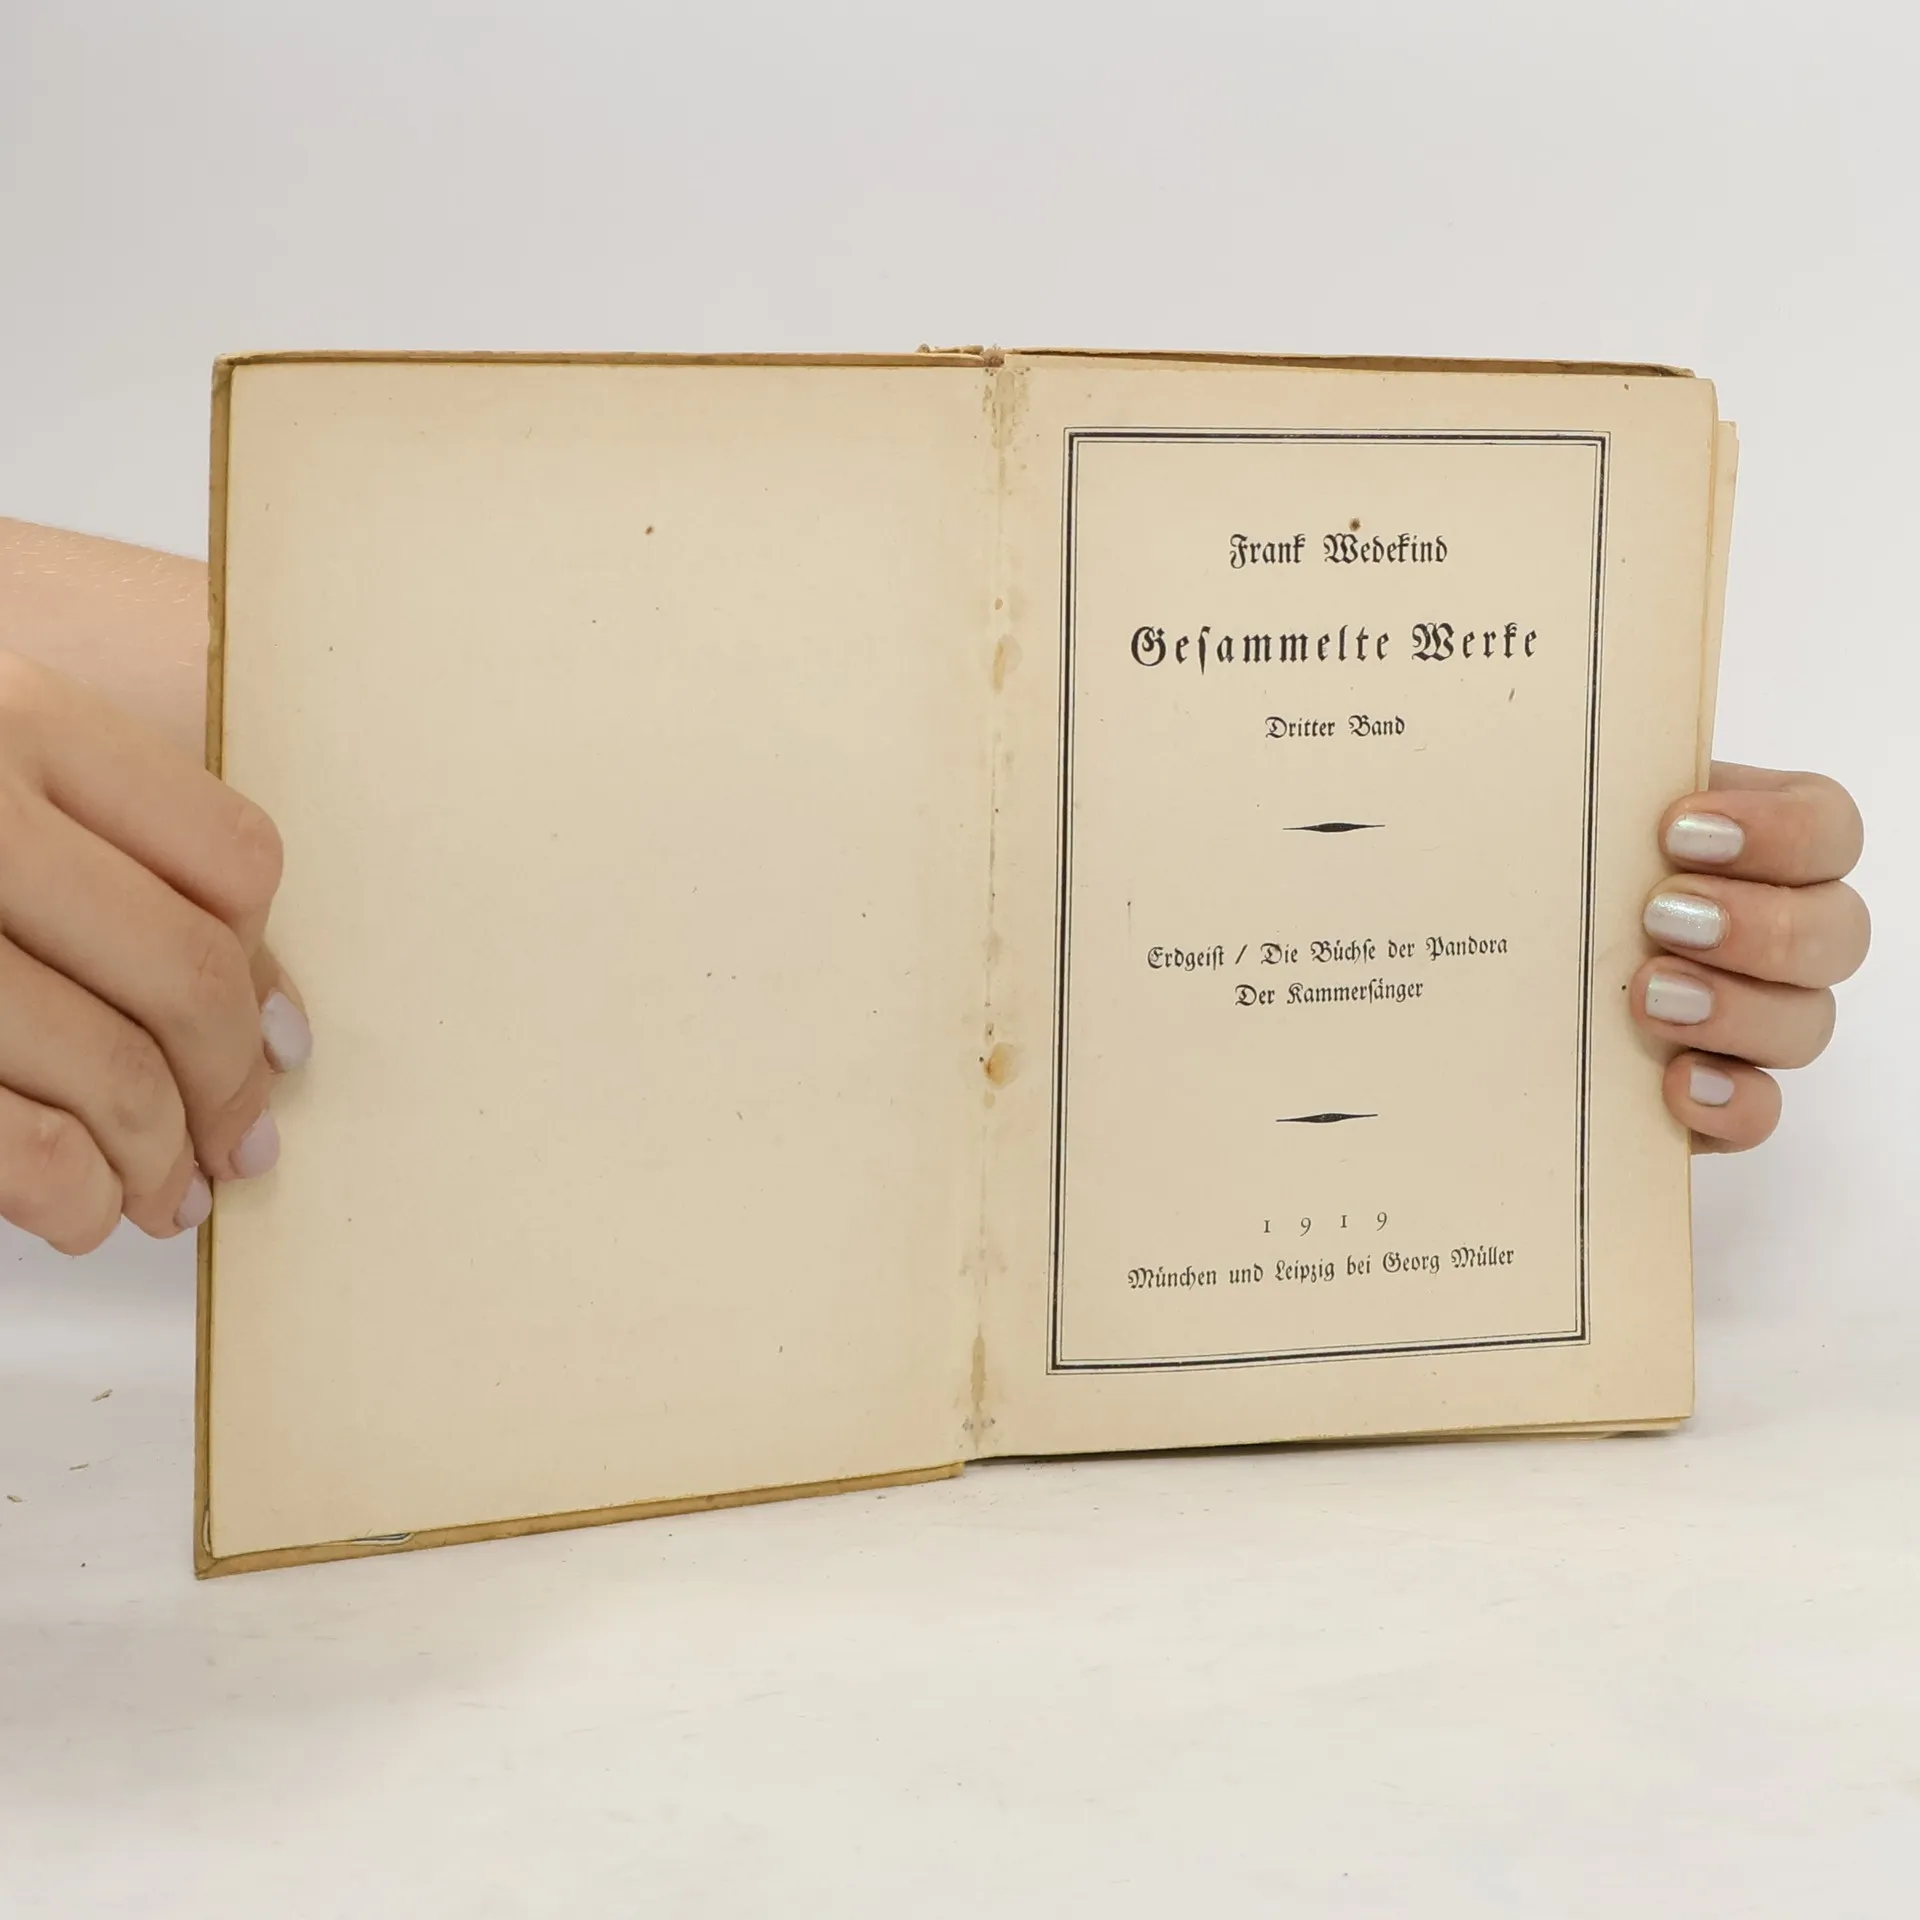 Frank Wedekind
Geſammelte Werke
Dritter Band
Erdgeiſt / Die Büchſe der Pandora
Der Kammerſänger
1919
München und Leipzig bei Georg Müller